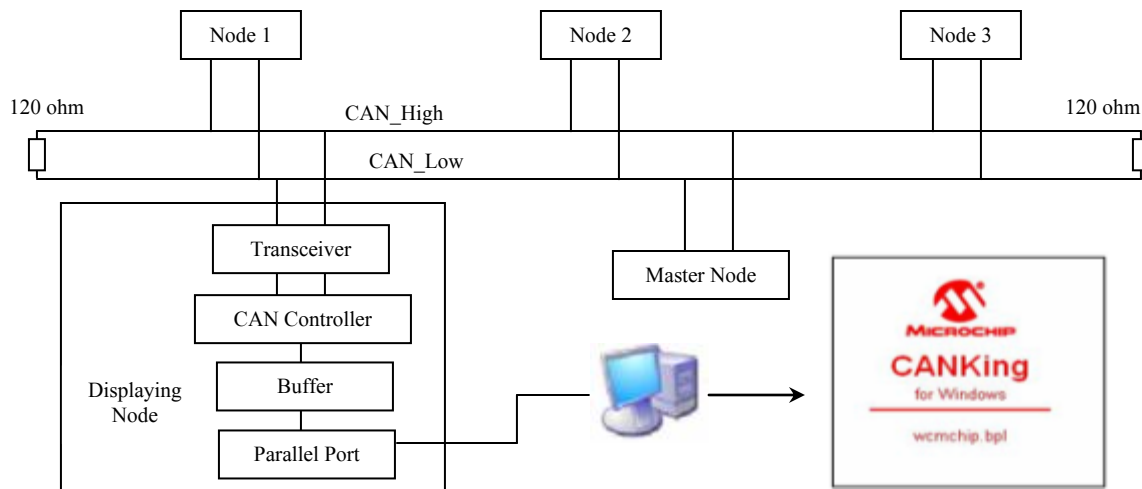 Node 1
Node 2
Node 3
120 ohm
CAN_High
120 ohm
CAN_Low
Transceiver
Master Node
CAN Controller
Buffer
Displaying
Node
Parallel Port
MICROCHIP
CANKing
for Windows
wcmchip.bpl